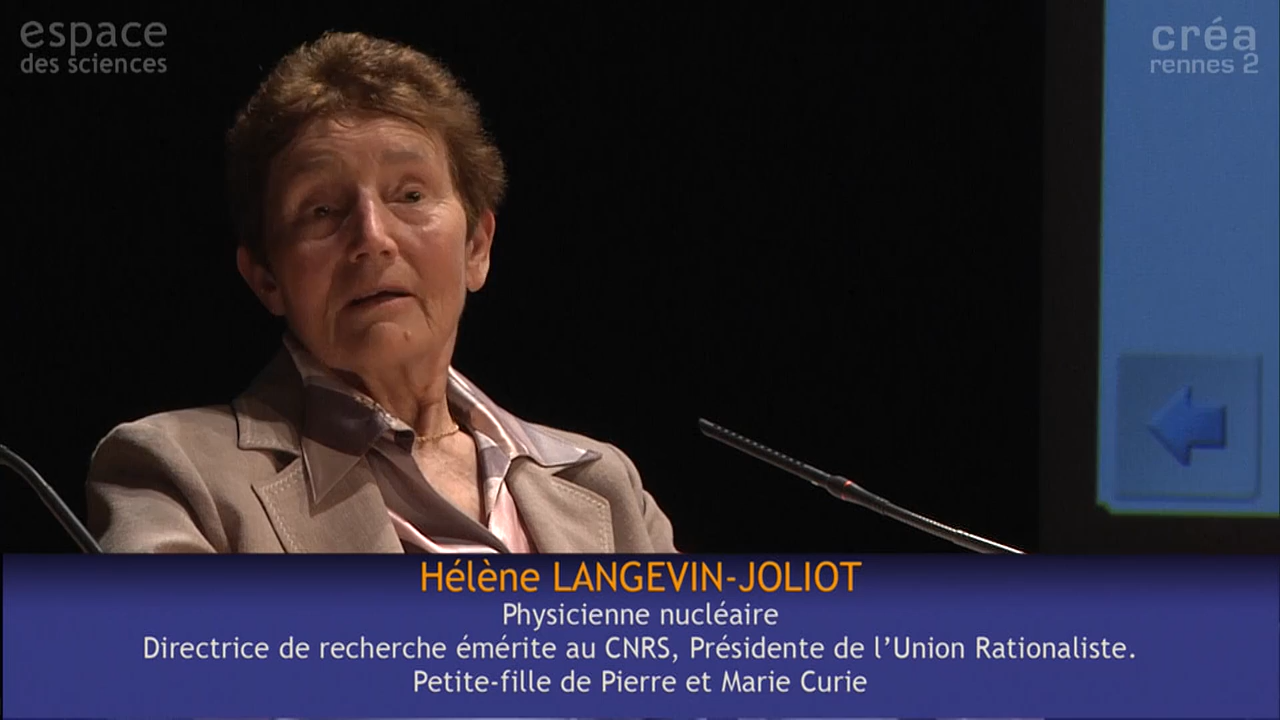 espace
des sciences
créa
rennes 2
Hélène LANGEVIN-JOLIOT
Physicienne nucléaire
Directrice de recherche émérite au CNRS, Présidente de l'Union Rationaliste.
Petite-fille de Pierre et Marie Curie